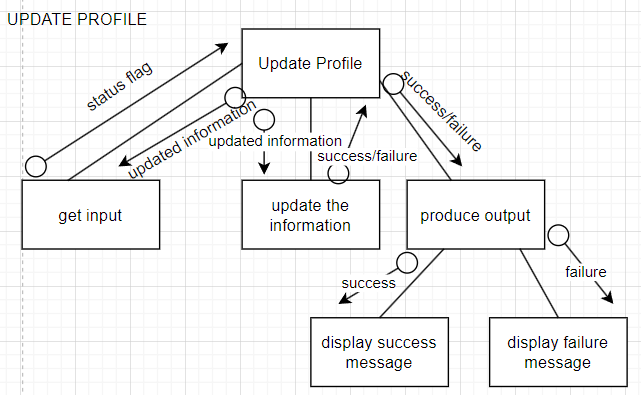 UPDATE PROFILE
Update Profile
status flag
success/failure
updated information
updated information
success/failure
get input
update the
information
produce output
success
failure
display success
message
display failure
message